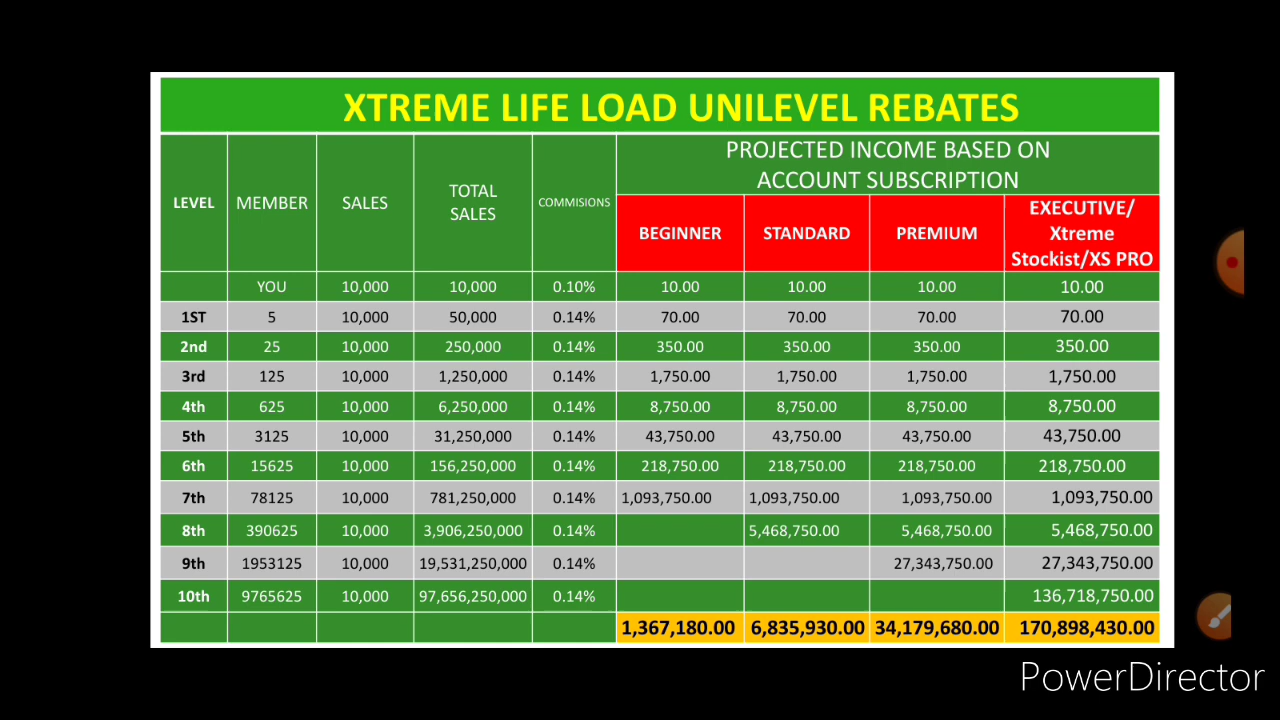 XTREME LIFE LOAD UNILEVEL REBATES
LEVEL MEMBER SALES TOTAL SALES COMMISIONS PROJECTED INCOME BASED ON ACCOUNT SUBSCRIPTION
BEGINNER STANDARD PREMIUM EXECUTIVE/ Xtreme Stockist/XS PRO
YOU 10,000 10,000 0.10% 10.00 10.00 10.00 10.00
1ST 5 10,000 50,000 0.14% 70.00 70.00 70.00 70.00
2nd 25 10,000 250,000 0.14% 350.00 350.00 350.00 350.00
3rd 125 10,000 1,250,000 0.14% 1,750.00 1,750.00 1,750.00 1,750.00
4th 625 10,000 6,250,000 0.14% 8,750.00 8,750.00 8,750.00 8,750.00
5th 3125 10,000 31,250,000 0.14% 43,750.00 43,750.00 43,750.00 43,750.00
6th 15625 10,000 156,250,000 0.14% 218,750.00 218,750.00 218,750.00 218,750.00
7th 78125 10,000 781,250,000 0.14% 1,093,750.00 1,093,750.00 1,093,750.00 1,093,750.00
8th 390625 10,000 3,906,250,000 0.14% 5,468,750.00 5,468,750.00 5,468,750.00
9th 1953125 10,000 19,531,250,000 0.14% 27,343,750.00 27,343,750.00
10th 9765625 10,000 97,656,250,000 0.14% 136,718,750.00
1,367,180.00 6,835,930.00 34,179,680.00 170,898,430.00
PowerDirector